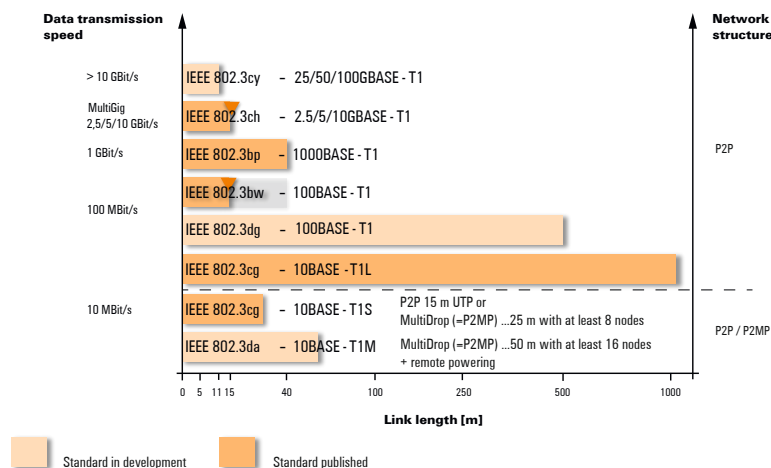 Data transmission
speed
Network
structure
> 10 GBit/s
IEEE 802.3cy - 25/50/100GBASE - T1
MultiGig
2,5/5/10 GBit/s
IEEE 802.3ch - 2.5/5/10GBASE - T1
1 GBit/s
IEEE 802.3bp - 1000BASE - T1
P2P
IEEE 802.3bw - 100BASE - T1
100 MBit/s
IEEE 802.3dg - 100BASE - T1
IEEE 802.3cg - 10BASE - T1L
10 MBit/s
IEEE 802.3cg - 10BASE - T1S
P2P 15 m UTP or
MultiDrop (=P2MP) ...25 m with at least 8 nodes
P2P / P2MP
IEEE 802.3da - 10BASE - T1M
MultiDrop (=P2MP) ...50 m with at least 16 nodes
+ remote powering
0 5 11 15 40 100 250 500 1000
Link length [m]
Standard in development
Standard published